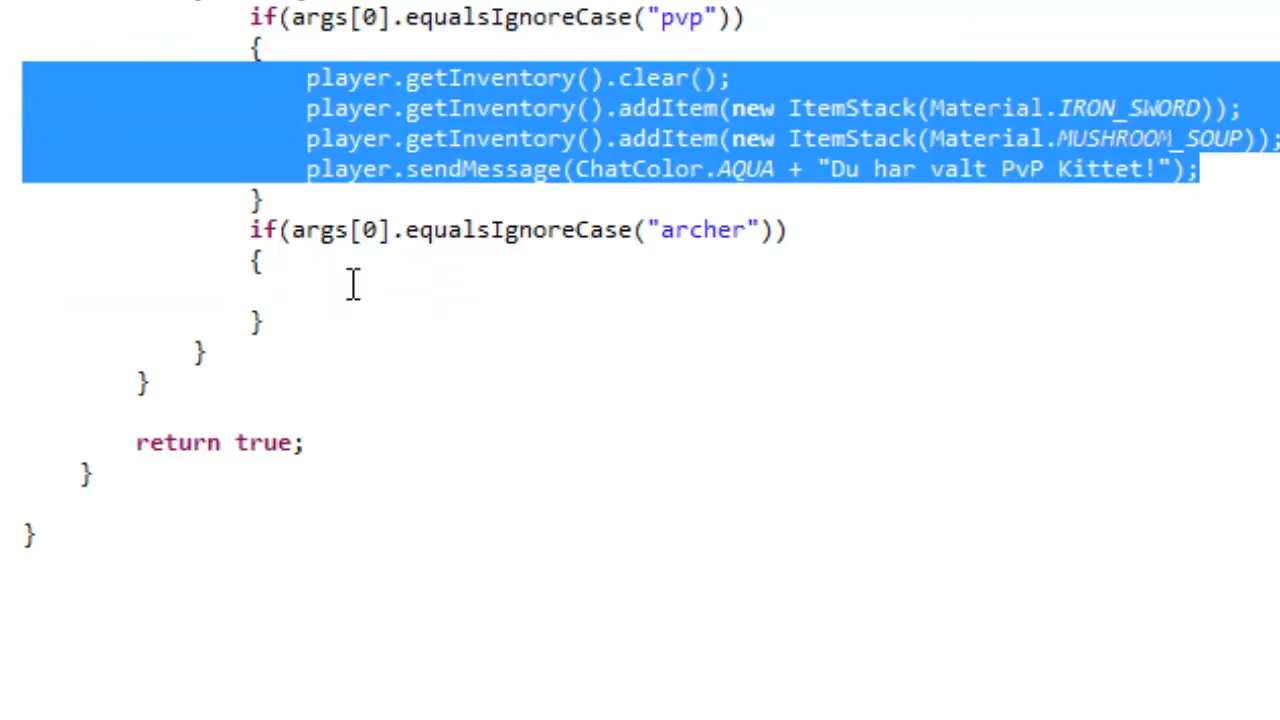 if(args[0].equalsIgnoreCase("pvp"))
{
player.getInventory().clear();
player.getInventory().addItem(new ItemStack(Material.IRON_SWORD));
player.getInventory().addItem(new ItemStack(Material.MUSHROOM_SOUP));
player.sendMessage(ChatColor.AQUA + "Du har valt PvP Kittet!");
}
if(args[0].equalsIgnoreCase("archer"))
{
}
}
}
return true;
}
}